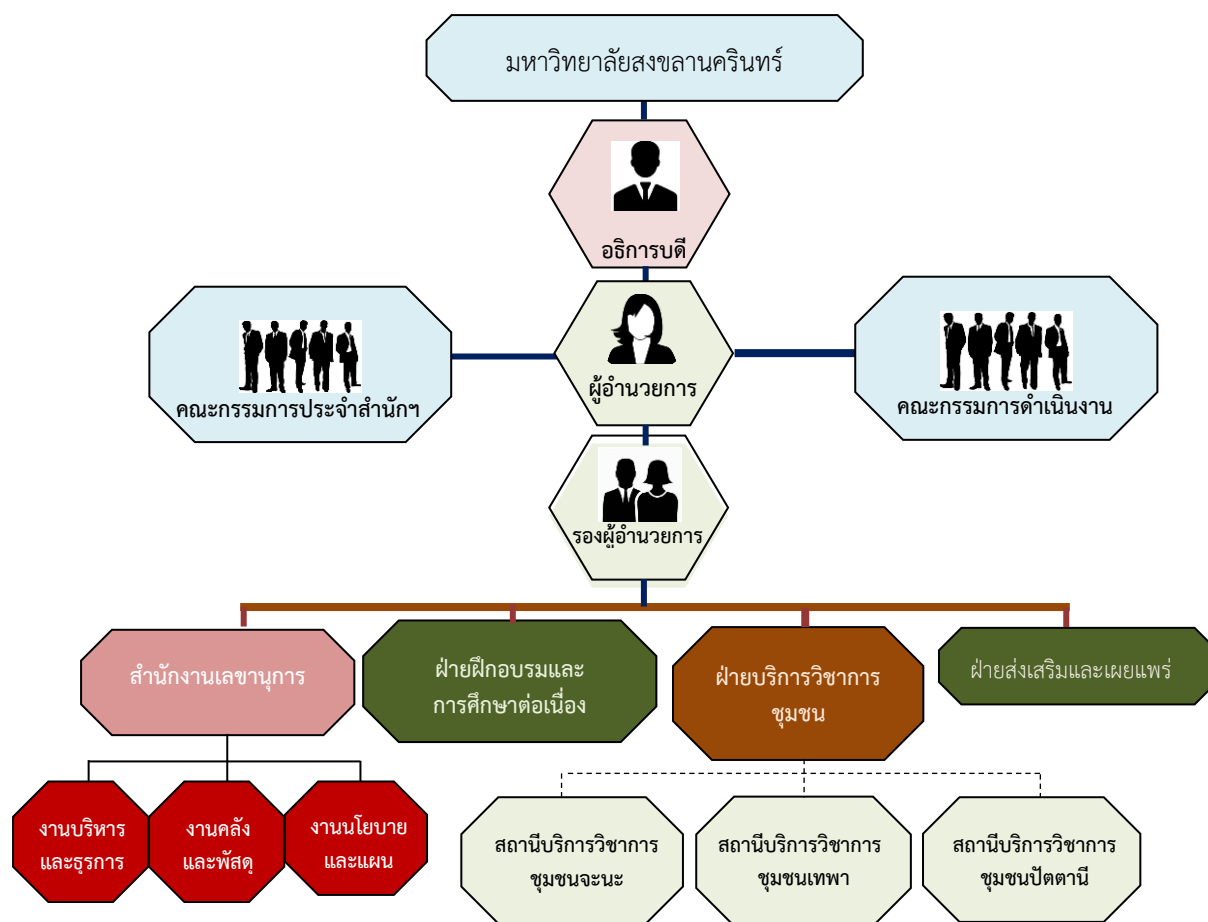 มหาวิทยาลัยสงขลานครินทร์
อธิการบดี
ผู้อำนวยการ
คณะกรรมการประจำสำนักฯ
คณะกรรมการดำเนินงาน
รองผู้อำนวยการ
สำนักงานเลขานุการ
ฝ่ายฝึกอบรมและ
การศึกษาต่อเนื่อง
ฝ่ายบริการวิชาการ
ชุมชน
ฝ่ายส่งเสริมและเผยแพร่
งานบริหาร
และธุรการ
งานคลัง
และพัสดุ
งานนโยบาย
และแผน
สถานีบริการวิชาการ
ชุมชนจะนะ
สถานีบริการวิชาการ
ชุมชนเทพา
สถานีบริการวิชาการ
ชุมชนปัตตานี